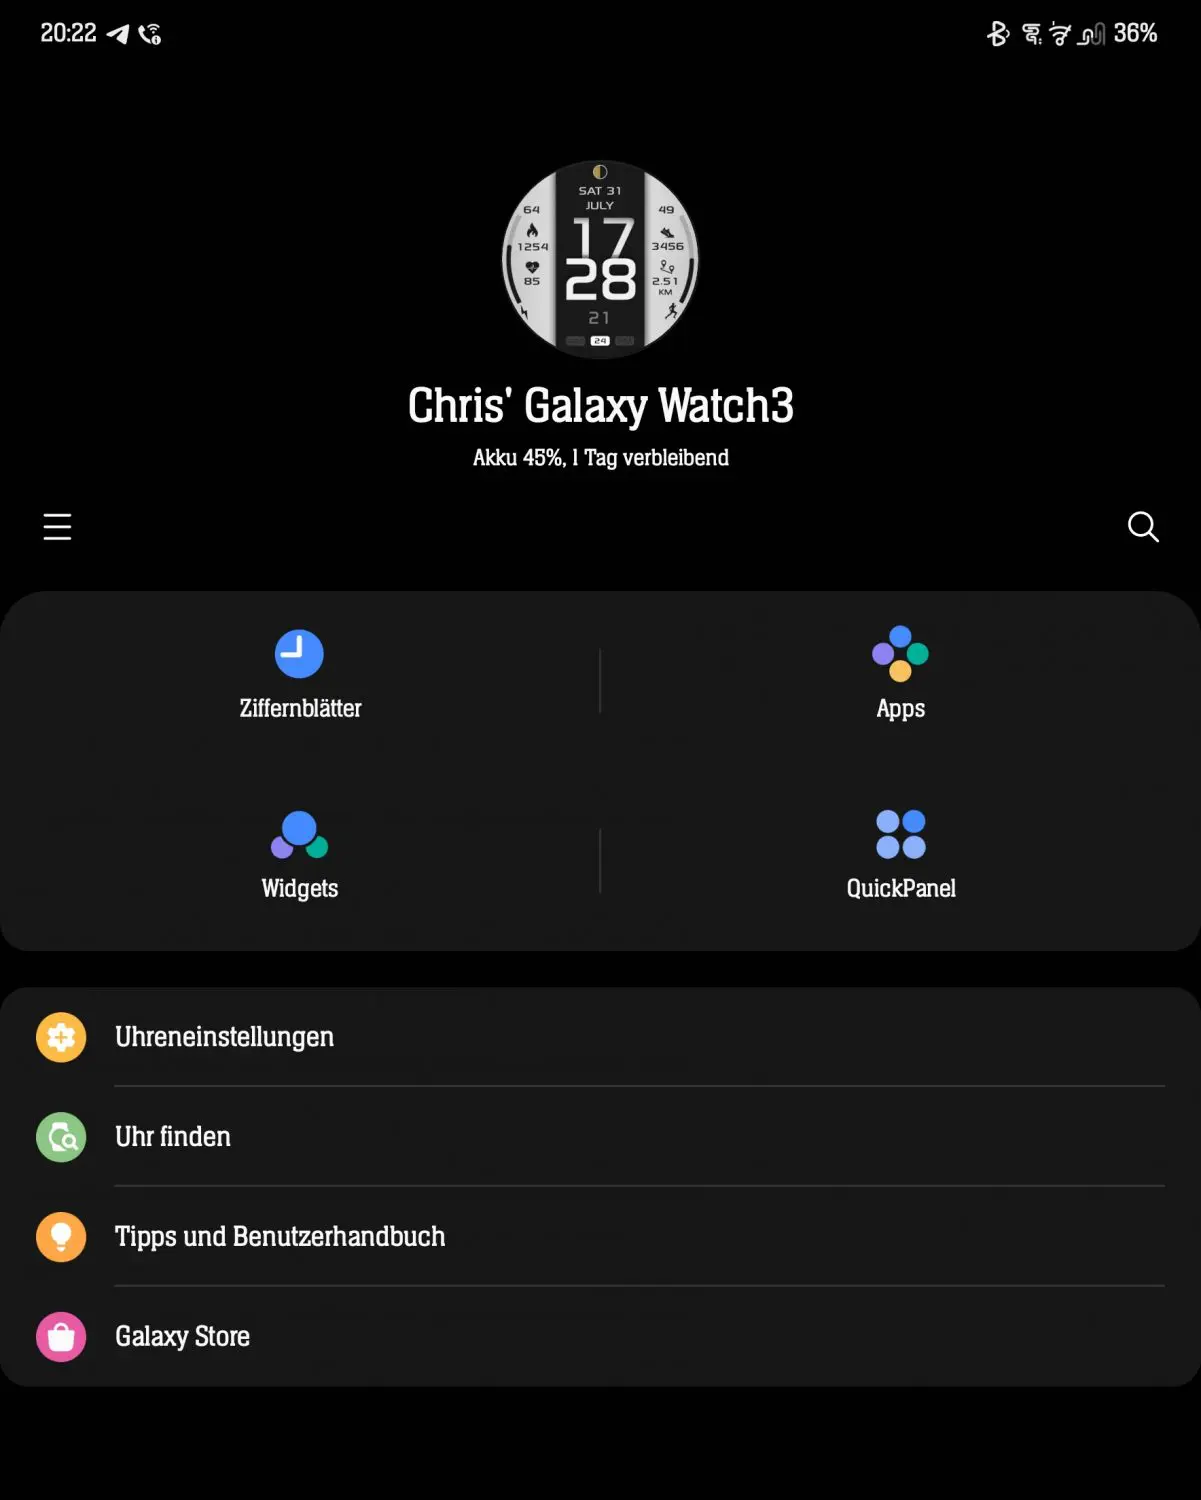 20:22
36%
SAT 31
JULY
64
49
17
1254
3456
28
85
2.51
KM
21
24
Chris' Galaxy Watch3
Akku 45%, 1 Tag verbleibend
Ziffernblätter
Apps
Widgets
QuickPanel
Uhreneinstellungen
Uhr finden
Tipps und Benutzerhandbuch
Galaxy Store